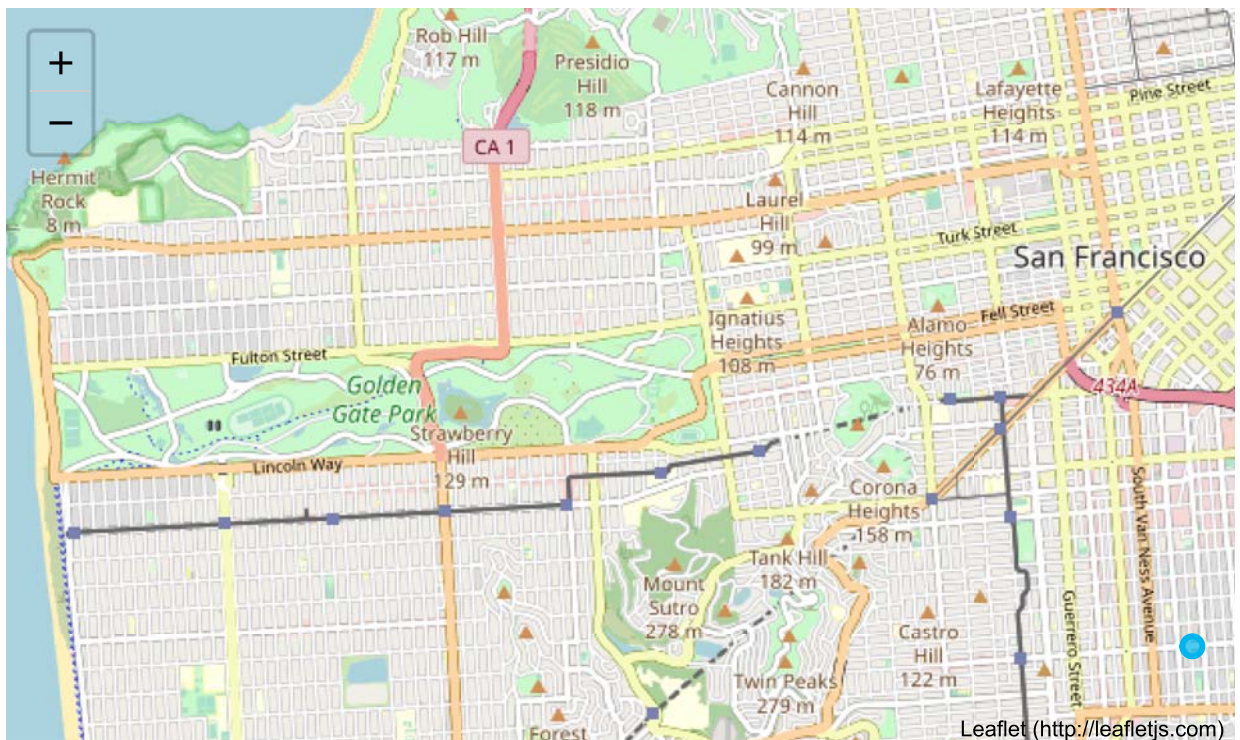 +
−
Rob Hill
117 m
Presidio
Hill
118 m
Cannon
Hill
114 m
Lafayette
Heights
114 m
Pine Street
CA 1
Hermit
Rock
8 m
Laurel
Hill
99 m
Turk Street
San Francisco
Ignatius
Heights
108 m
Fell Street
Alamo
Heights
76 m
Fulton Street
Golden
Gate Park
434A
Strawberry
Hill
129 m
Lincoln Way
Corona
Heights
158 m
South Van Ness Avenue
Tank Hill
182 m
Mount
Sutro
278 m
Guerrero Street
Castro
Hill
122 m
Twin Peaks
279 m
Forest
Leaflet (http://leafletjs.com)